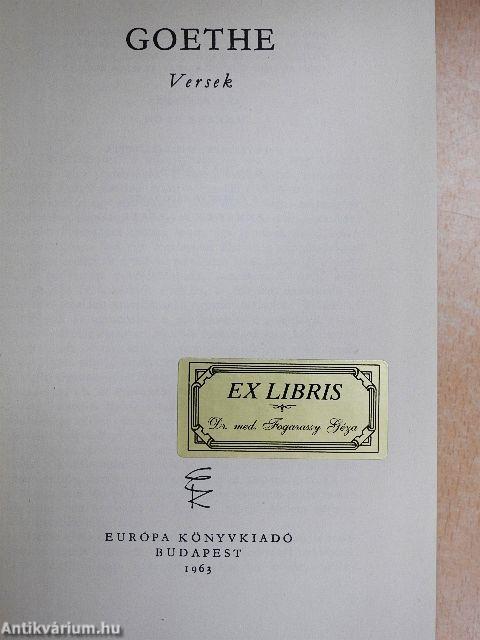 GOETHE
Versek
EX LIBRIS
Dr. med. Fogarassy Géza
EURÓPA KÖNYVKIADÓ
BUDAPEST
1963
Antikvárium.hu